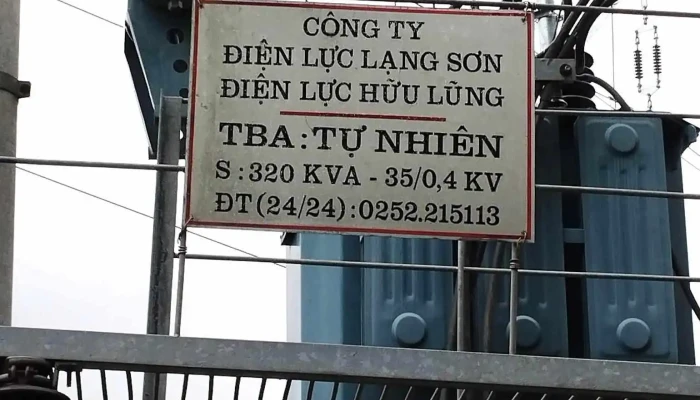 CÔNG TY
ĐIỆN LỰC LẠNG SƠN
ĐIỆN LỰC HỮU LŨNG
TBA: TỰ NHIÊN
S: 320 KVA - 35/0,4 KV
ĐT (24/24): 0252.215113